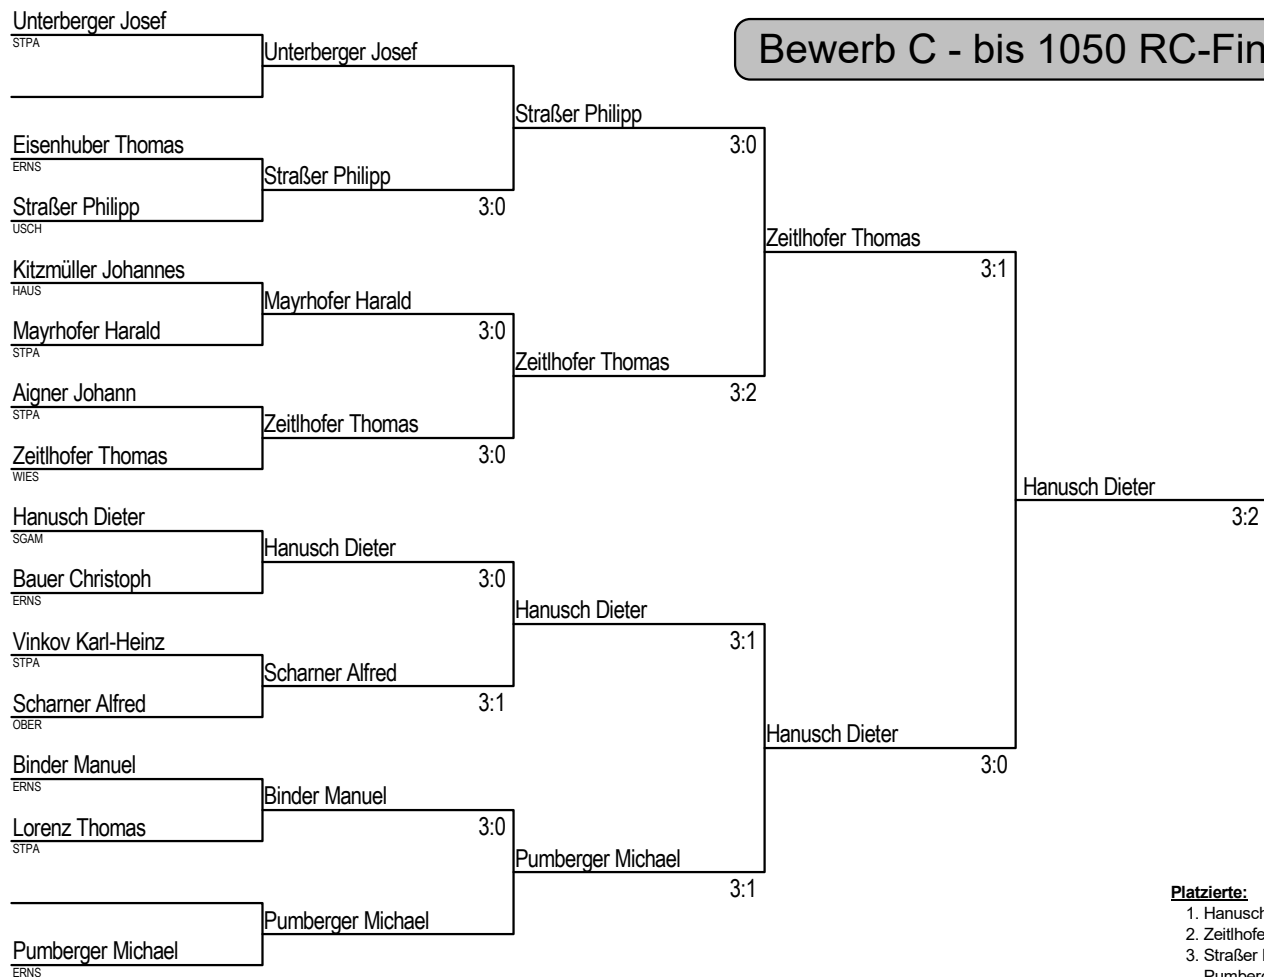 Bewerb C - bis 1050 RC-Fin
Unterberger Josef
STPA
Eisenhuber Thomas
ERNS
Straßer Philipp
USCH
Kitzmüller Johannes
HAUS
Mayrhofer Harald
STPA
Aigner Johann
STPA
Zeitlhofer Thomas
WIES
Hanusch Dieter
SGAM
Bauer Christoph
ERNS
Vinkov Karl-Heinz
STPA
Scharner Alfred
OBER
Binder Manuel
ERNS
Lorenz Thomas
STPA
Pumberger Michael
ERNS
Unterberger Josef
Straßer Philipp
3:0
Mayrhofer Harald
3:0
Zeitlhofer Thomas
3:0
Hanusch Dieter
3:0
Scharner Alfred
3:1
Binder Manuel
3:0
Pumberger Michael
Straßer Philipp
3:0
Zeitlhofer Thomas
3:2
Hanusch Dieter
3:1
Pumberger Michael
3:1
Zeitlhofer Thomas
3:1
Hanusch Dieter
3:0
Hanusch Dieter
3:2
Platzierte:
1. Hanusch
2. Zeitlhofe
3. Straßer
Pumberg